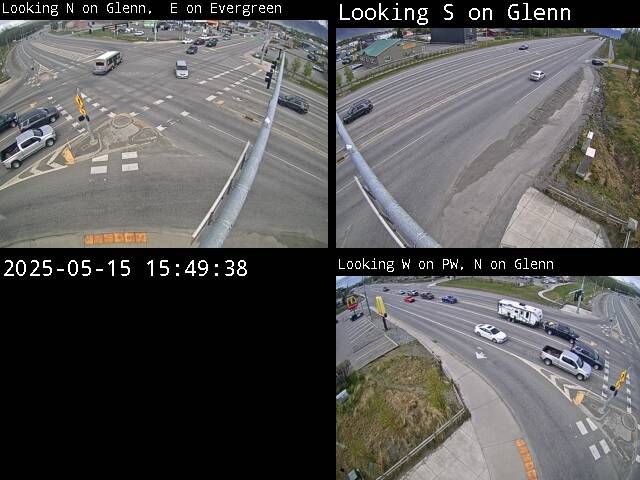 Looking N on Glenn, E on Evergreen
Looking S on Glenn
2025-05-15 15:49:38
Looking W on PW, N on Glenn